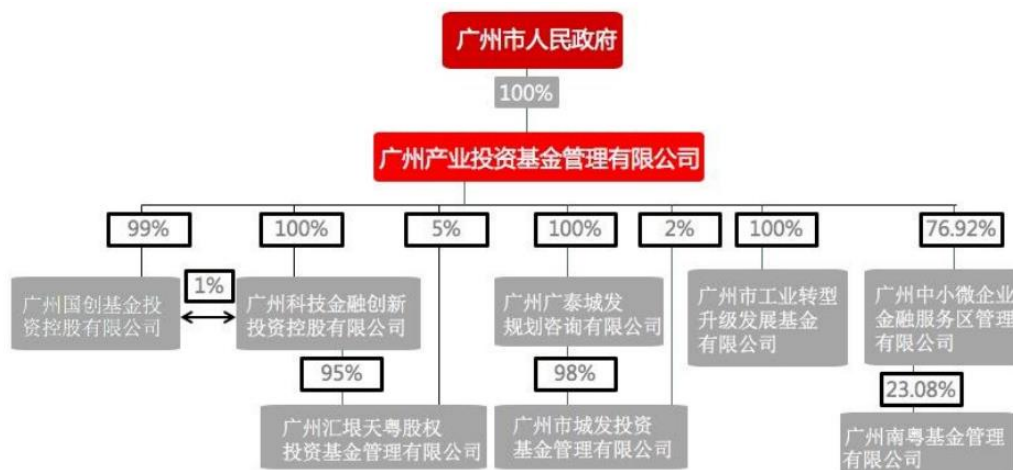 广州市人民政府
100%
广州产业投资基金管理有限公司
99%
100%
5%
100%
2%
100%
76.92%
1%
广州国创基金投
资控股有限公司
广州科技金融创新
投资控股有限公司
广州广泰城发
规划咨询有限公司
广州市工业转型
升级发展基金
有限公司
广州中小微企业
金融服务区管理
有限公司
95%
98%
23.08%
广州汇垠天粤股权
投资基金管理有限公司
广州市城发投资
基金管理有限公司
广州南粤基金管理
有限公司